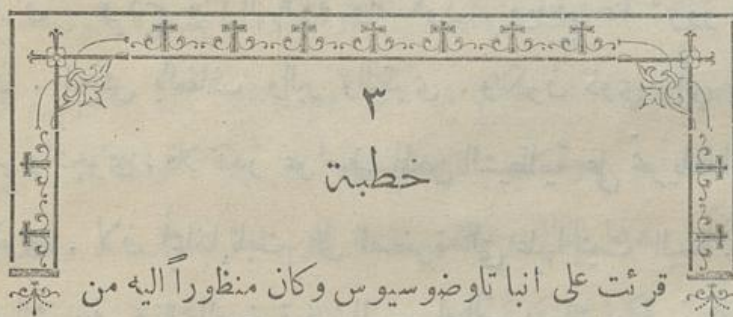 ٣
خطبة
قرئت على انبا تاوضوسيوس وكان منظوراً اليه من